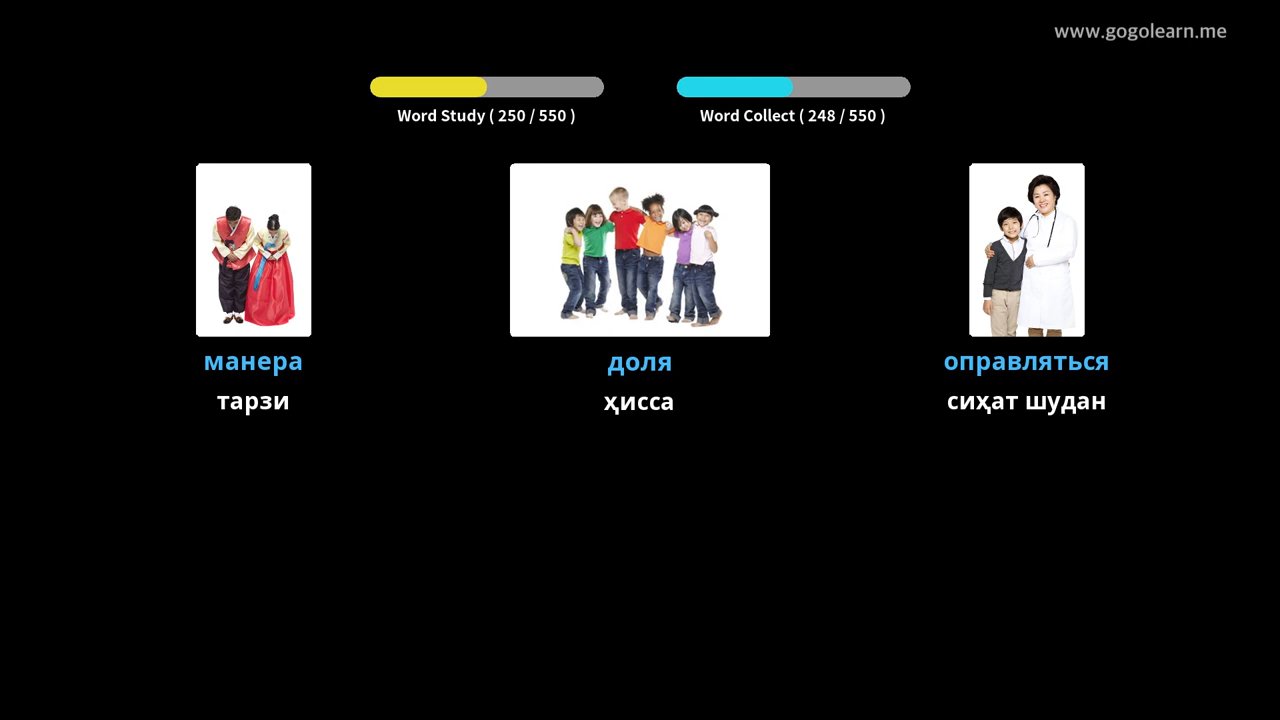 www.gogolearn.me
Word Study ( 250 / 550 )
Word Collect ( 248 / 550 )
манера
доля
оправляться
тарзи
ҳисса
сиҳат шудан